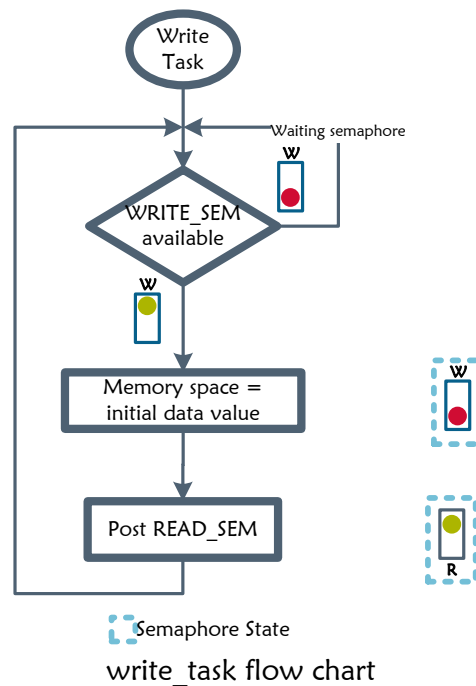 Write
Task
Waiting semaphore
W
WRITE_SEM
available
W
Memory space =
initial data value
W
Post READ_SEM
R
Semaphore State
write_task flow chart